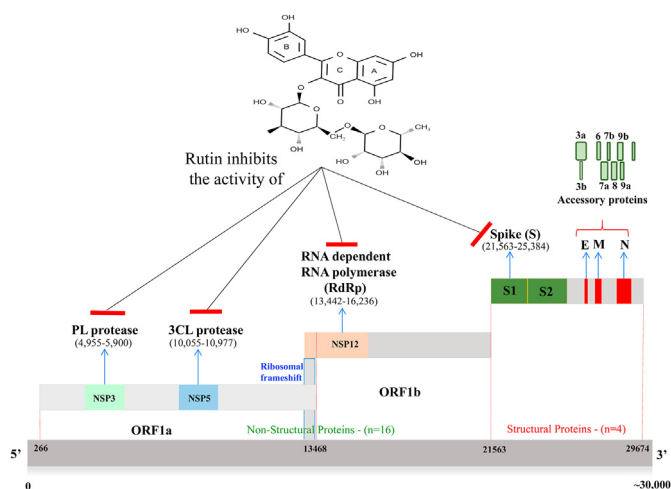 OH
HO
B
HO
O
OH
C
A
O
O
OH
HO
O
O
CH2
O
CH3
OH
OH
HO
OH
OH
Rutin inhibits
the activity of
3a
6 7b 9b
3b
7a 8 9a
Accessory proteins
Spike (S)
(21,563-25,384)
E M N
RNA dependent
RNA polymerase
(RdRp)
(13,442-16,236)
S1 S2
PL protease
(4,955-5,900)
3CL protease
(10,055-10,977)
NSP12
Ribosomal
frameshift
NSP3 NSP5
ORF1b
ORF1a
Non-Structural Proteins - (n=16)
Structural Proteins - (n=4)
5' 266 13468 21563 29674 3'
0 ~30,000